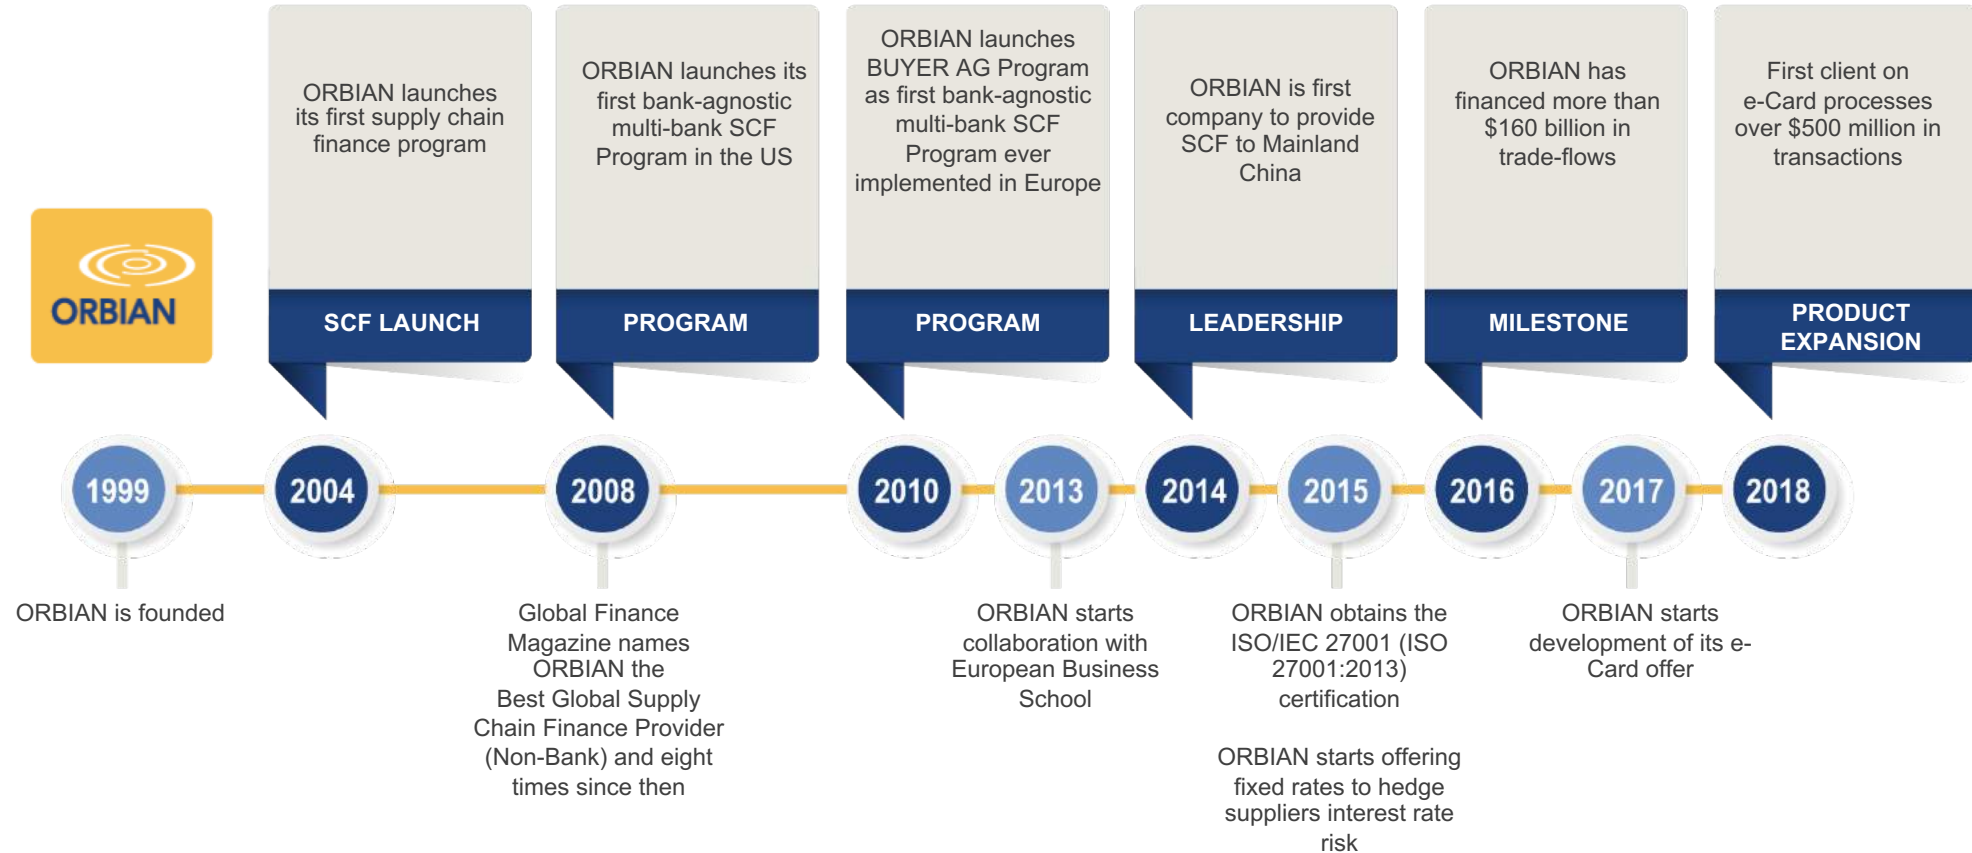 ORBIAN
ORBIAN launches
its first supply chain
finance program
SCF LAUNCH
ORBIAN launches its
first bank-agnostic
multi-bank SCF
Program in the US
PROGRAM
ORBIAN launches
BUYER AG Program
as first bank-agnostic
multi-bank SCF
Program ever
implemented in Europe
PROGRAM
ORBIAN is first
company to provide
SCF to Mainland
China
LEADERSHIP
ORBIAN has
financed more than
$160 billion in
trade-flows
MILESTONE
First client on
e-Card processes
over $500 million in
transactions
PRODUCT
EXPANSION
1999
2004
2008
2010
2013
2014
2015
2016
2017
2018
ORBIAN is founded
Global Finance
Magazine names
ORBIAN the
Best Global Supply
Chain Finance Provider
(Non-Bank) and eight
times since then
ORBIAN starts
collaboration with
European Business
School
ORBIAN obtains the
ISO/IEC 27001 (ISO
27001:2013)
certification
ORBIAN starts offering
fixed rates to hedge
suppliers interest rate
risk
ORBIAN starts
development of its e-
Card offer